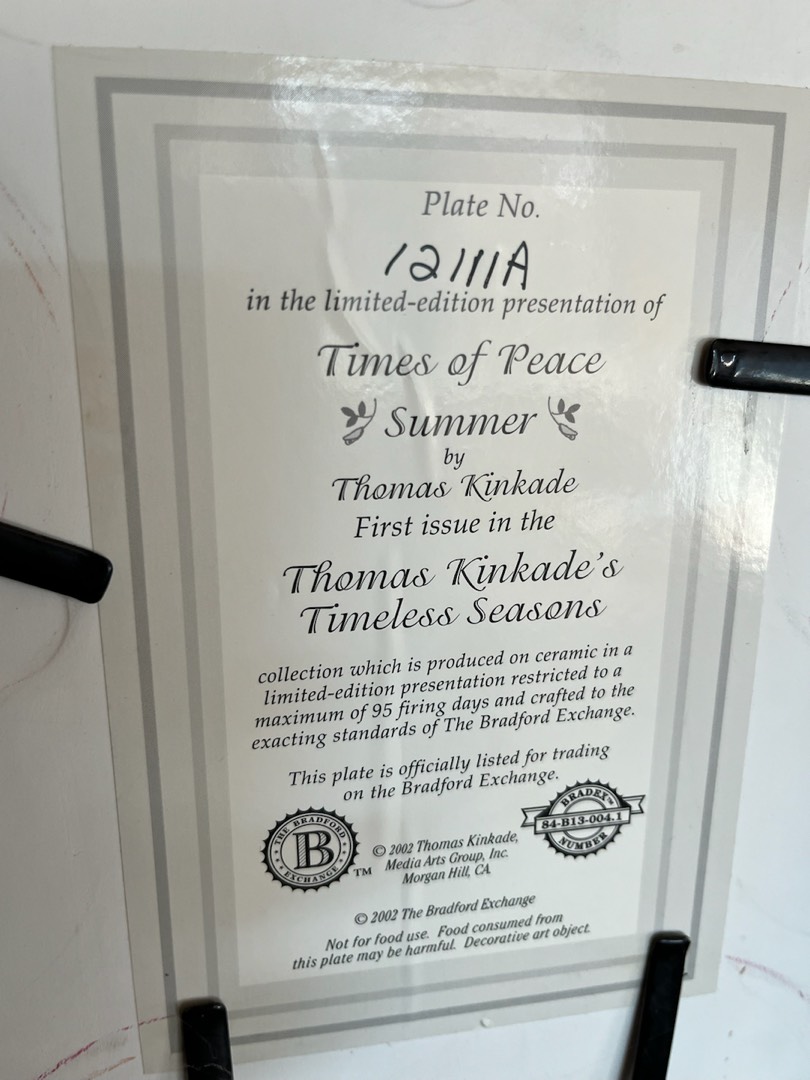 Plate No.
12111A
in the limited-edition presentation of
Times of Peace
Summer
by
Thomas Kinkade
First issue in the
Thomas Kinkade's
Timeless Seasons
collection which is produced on ceramic in a
limited-edition presentation restricted to a
maximum of 95 firing days and crafted to the
exacting standards of The Bradford Exchange.
This plate is officially listed for trading
on the Bradford Exchange.
THE BRADFORD
B
EXCHANGE
TM
© 2002 Thomas Kinkade,
Media Arts Group, Inc.
Morgan Hill, CA
BRADEX™
84-B13-004.1
NUMBER
© 2002 The Bradford Exchange
Not for food use. Food consumed from
this plate may be harmful. Decorative art object.